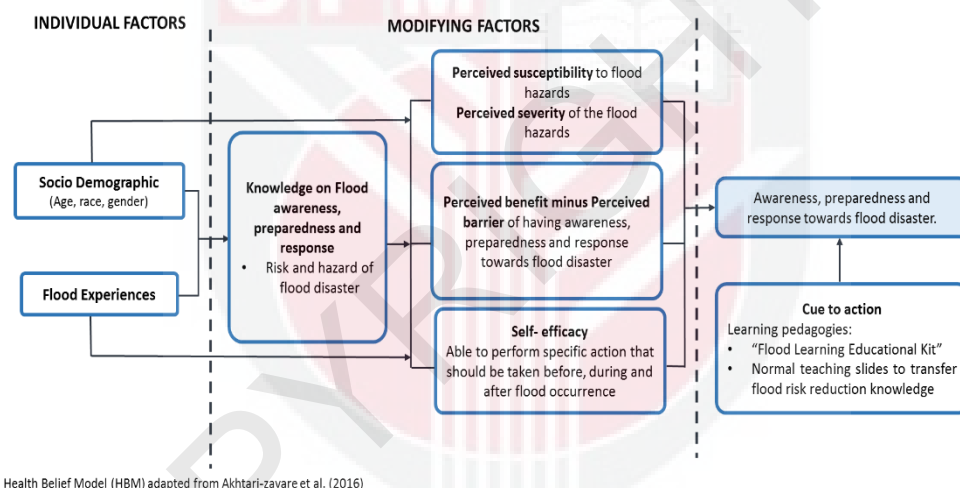 INDIVIDUAL FACTORS
MODIFYING FACTORS
Perceived susceptibility to flood
hazards
Perceived severity of the flood
hazards
Socio Demographic
(Age, race, gender)
Flood Experiences
Knowledge on Flood
awareness,
preparedness and
response
• Risk and hazard of
flood disaster
Perceived benefit minus Perceived
barrier of having awareness,
preparedness and response
towards flood disaster
Self- efficacy
Able to perform specific action that
should be taken before, during and
after flood occurrence
Awareness, preparedness and
response towards flood disaster.
Cue to action
Learning pedagogies:
• "Flood Learning Educational Kit"
• Normal teaching slides to transfer
flood risk reduction knowledge
Health Belief Model (HBM) adapted from Akhtari-zavare et al. (2016)